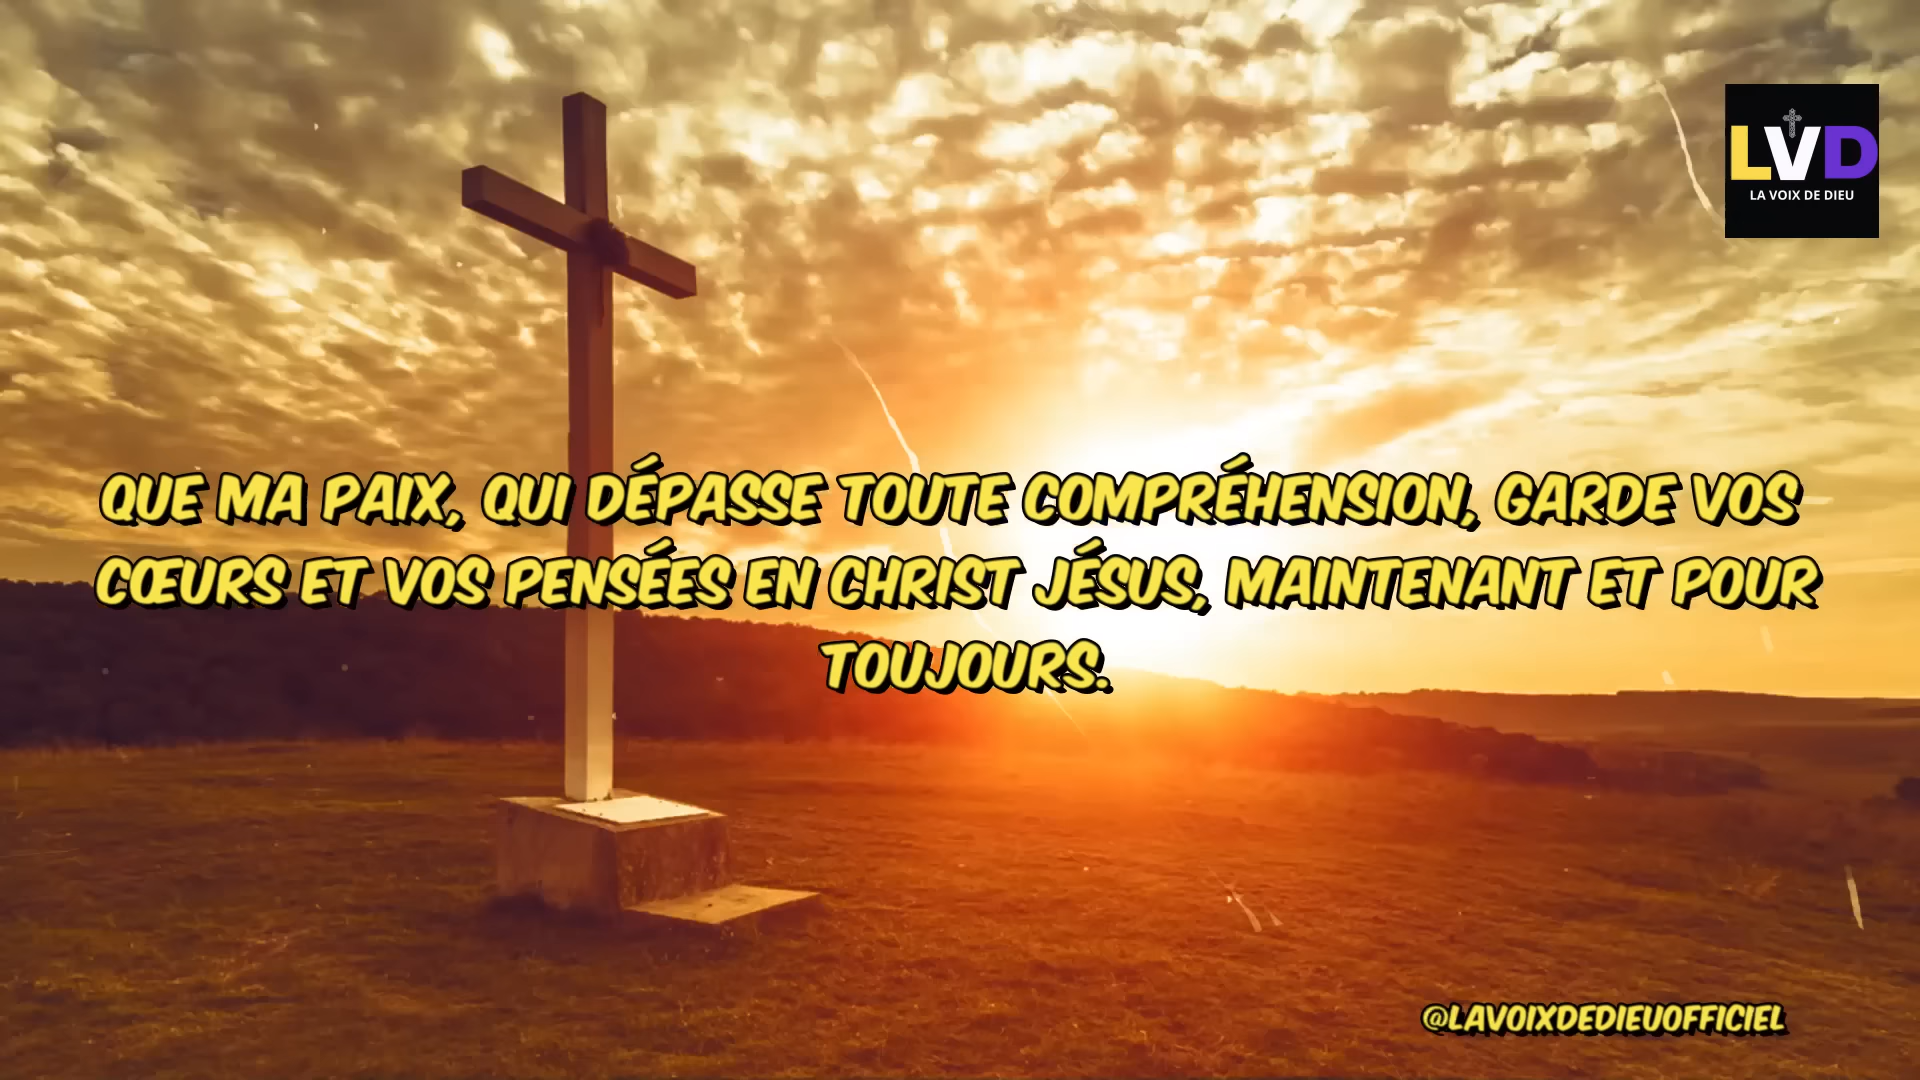 LVD
LA VOIX DE DIEU
QUE MA PAIX, QUI DÉPASSE TOUTE COMPRÉHENSION, GARDE VOS
CŒURS ET VOS PENSÉES EN CHRIST JÉSUS, MAINTENANT ET POUR
TOUJOURS.
@LAVOIXDEDIEUOFFICIEL